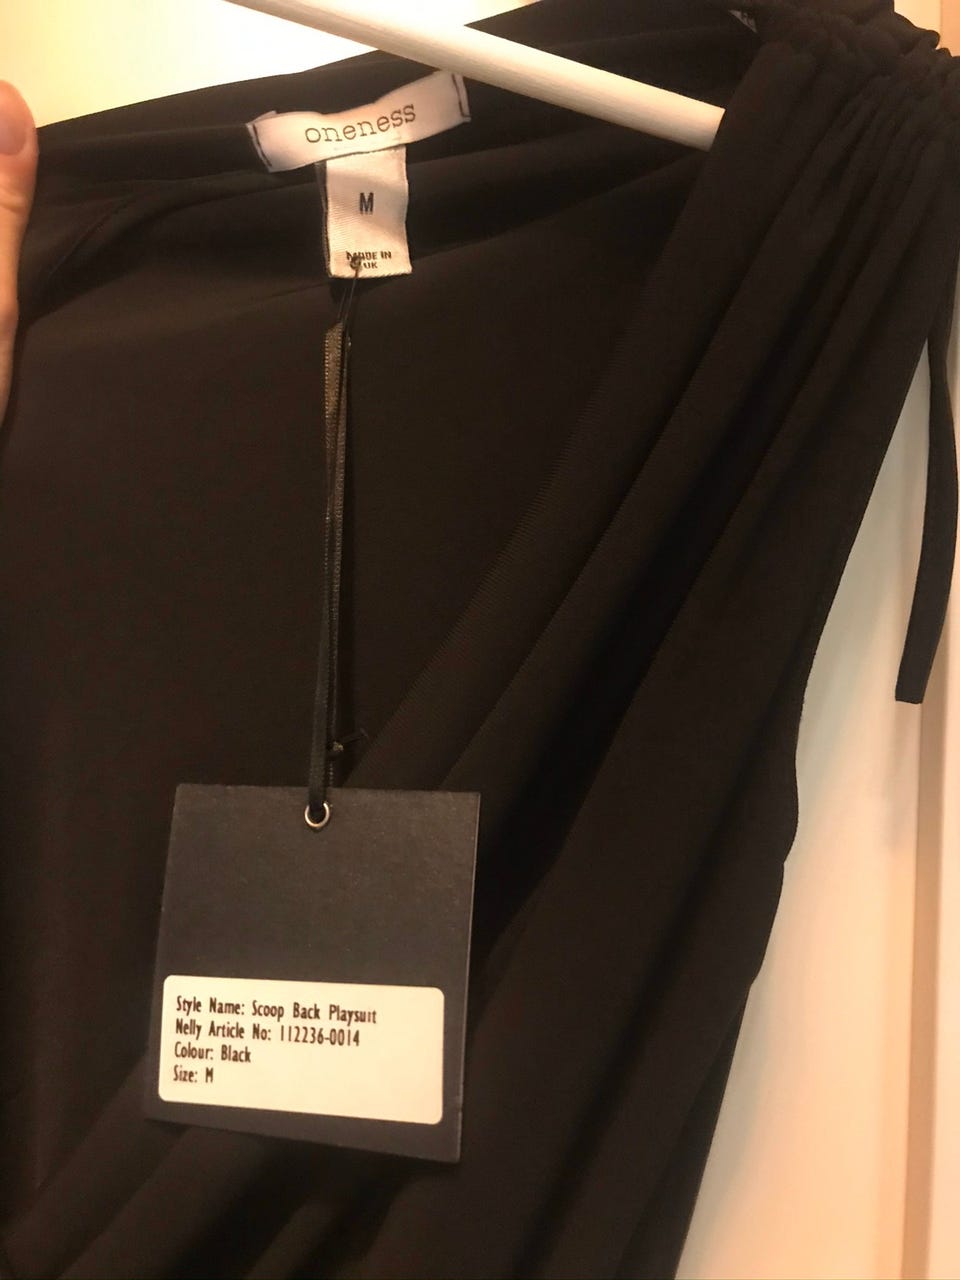 oneness
M
MADE IN
UK
Style Name: Scoop Back Playsuit
Nelly Article No: 112236-0014
Colour: Black
Size: M